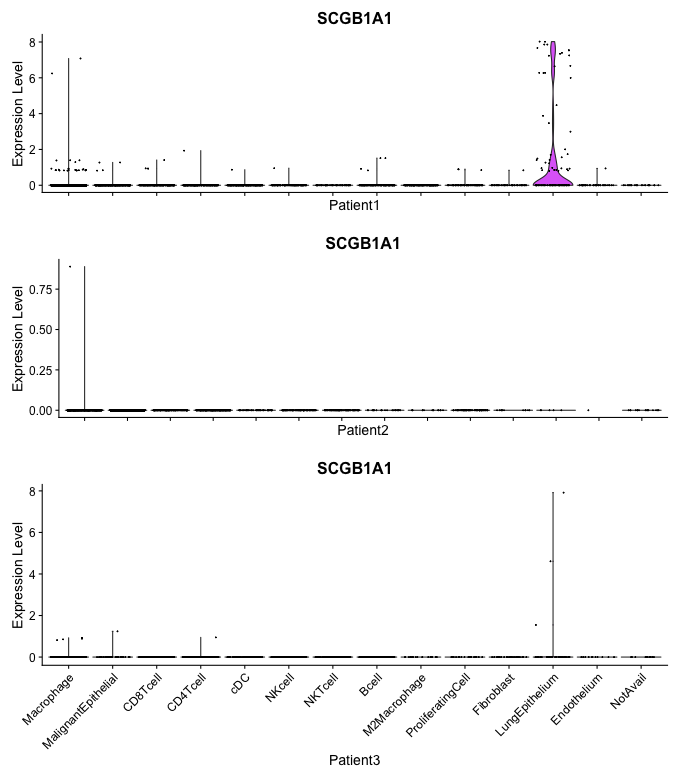 SCGB1A1
Expression Level
8
6
4
2
0
Patient1
SCGB1A1
Expression Level
0.75
0.50
0.25
0.00
Patient2
SCGB1A1
Expression Level
8
6
4
2
0
Macrophage
MalignantEpithelial
CD8Tcell
CD4Tcell
cDC
NKcell
NKTcell
Bcell
M2Macrophage
ProliferatingCell
Fibroblast
LungEpithelium
Endothelium
NotAvail
Patient3